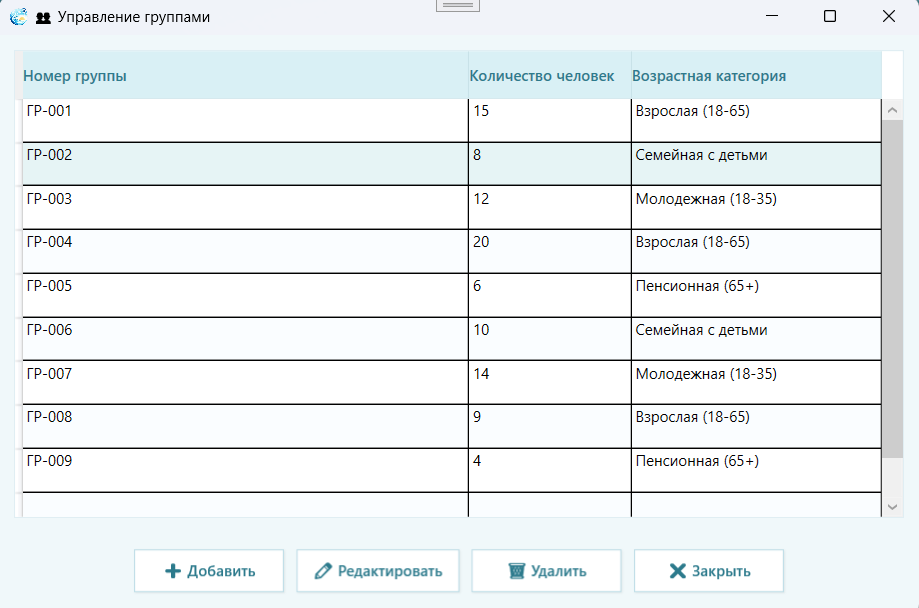 Управление группами
Номер группы Количество человек Возрастная категория
ГР-001 15 Взрослая (18-65)
ГР-002 8 Семейная с детьми
ГР-003 12 Молодежная (18-35)
ГР-004 20 Взрослая (18-65)
ГР-005 6 Пенсионная (65+)
ГР-006 10 Семейная с детьми
ГР-007 14 Молодежная (18-35)
ГР-008 9 Взрослая (18-65)
ГР-009 4 Пенсионная (65+)
Добавить Редактировать Удалить Закрыть